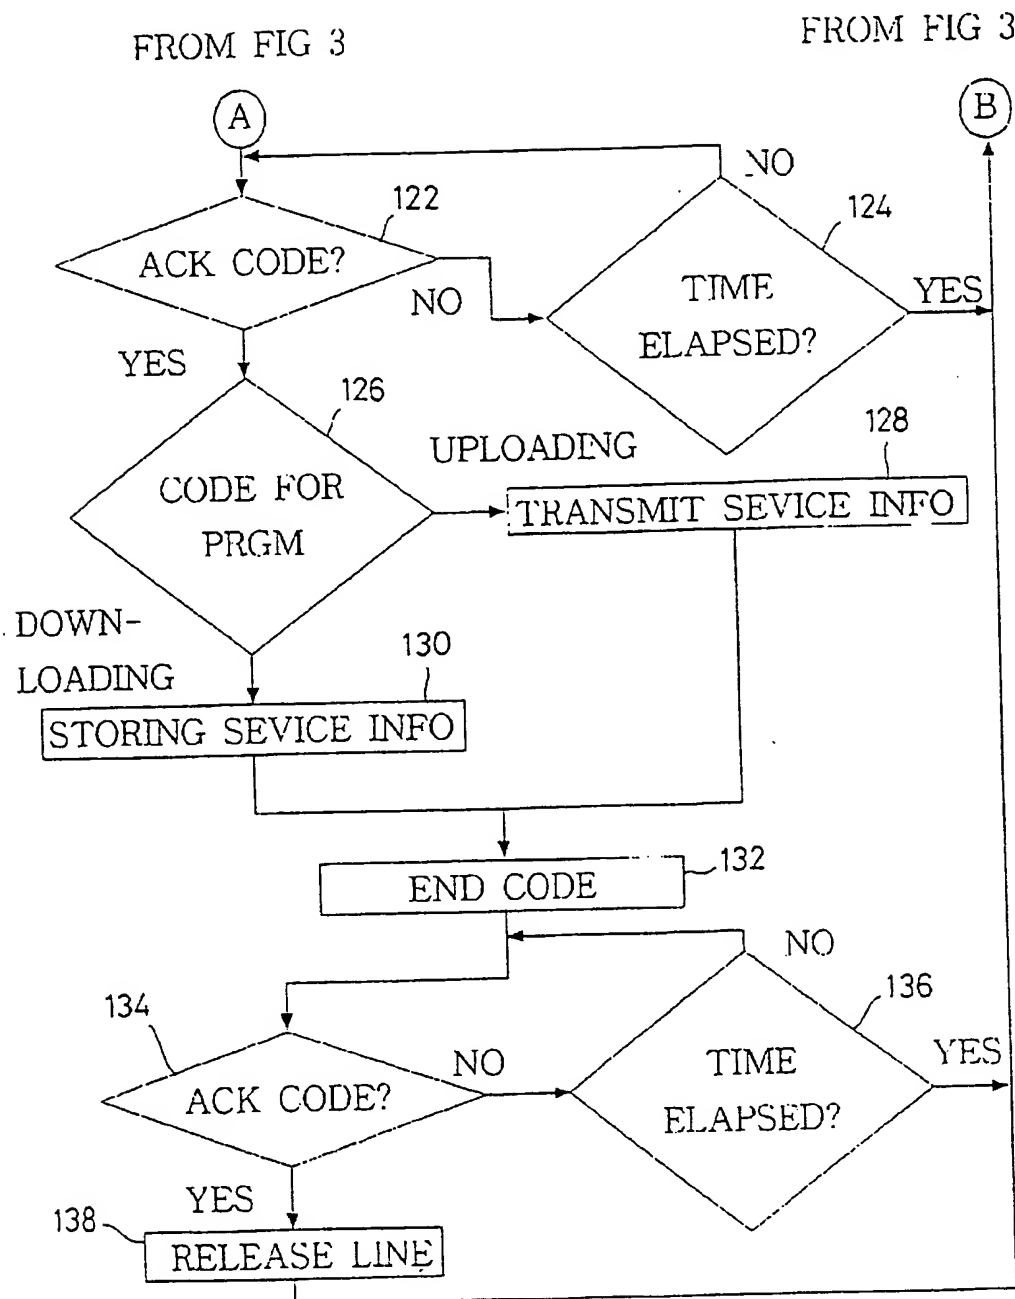 FROM FIG 3
FROM FIG 3
A
B
NO
122
124
ACK CODE?
TIME
ELAPSED?
NO
YES
YES
126
UPLOADING
128
CODE FOR
PRGM
TRANSMIT SEVICE INFO
DOWN-
LOADING
130
STORING SEVICE INFO
132
END CODE
NO
134
136
ACK CODE?
NO
TIME
ELAPSED?
YES
YES
138
RELEASE LINE